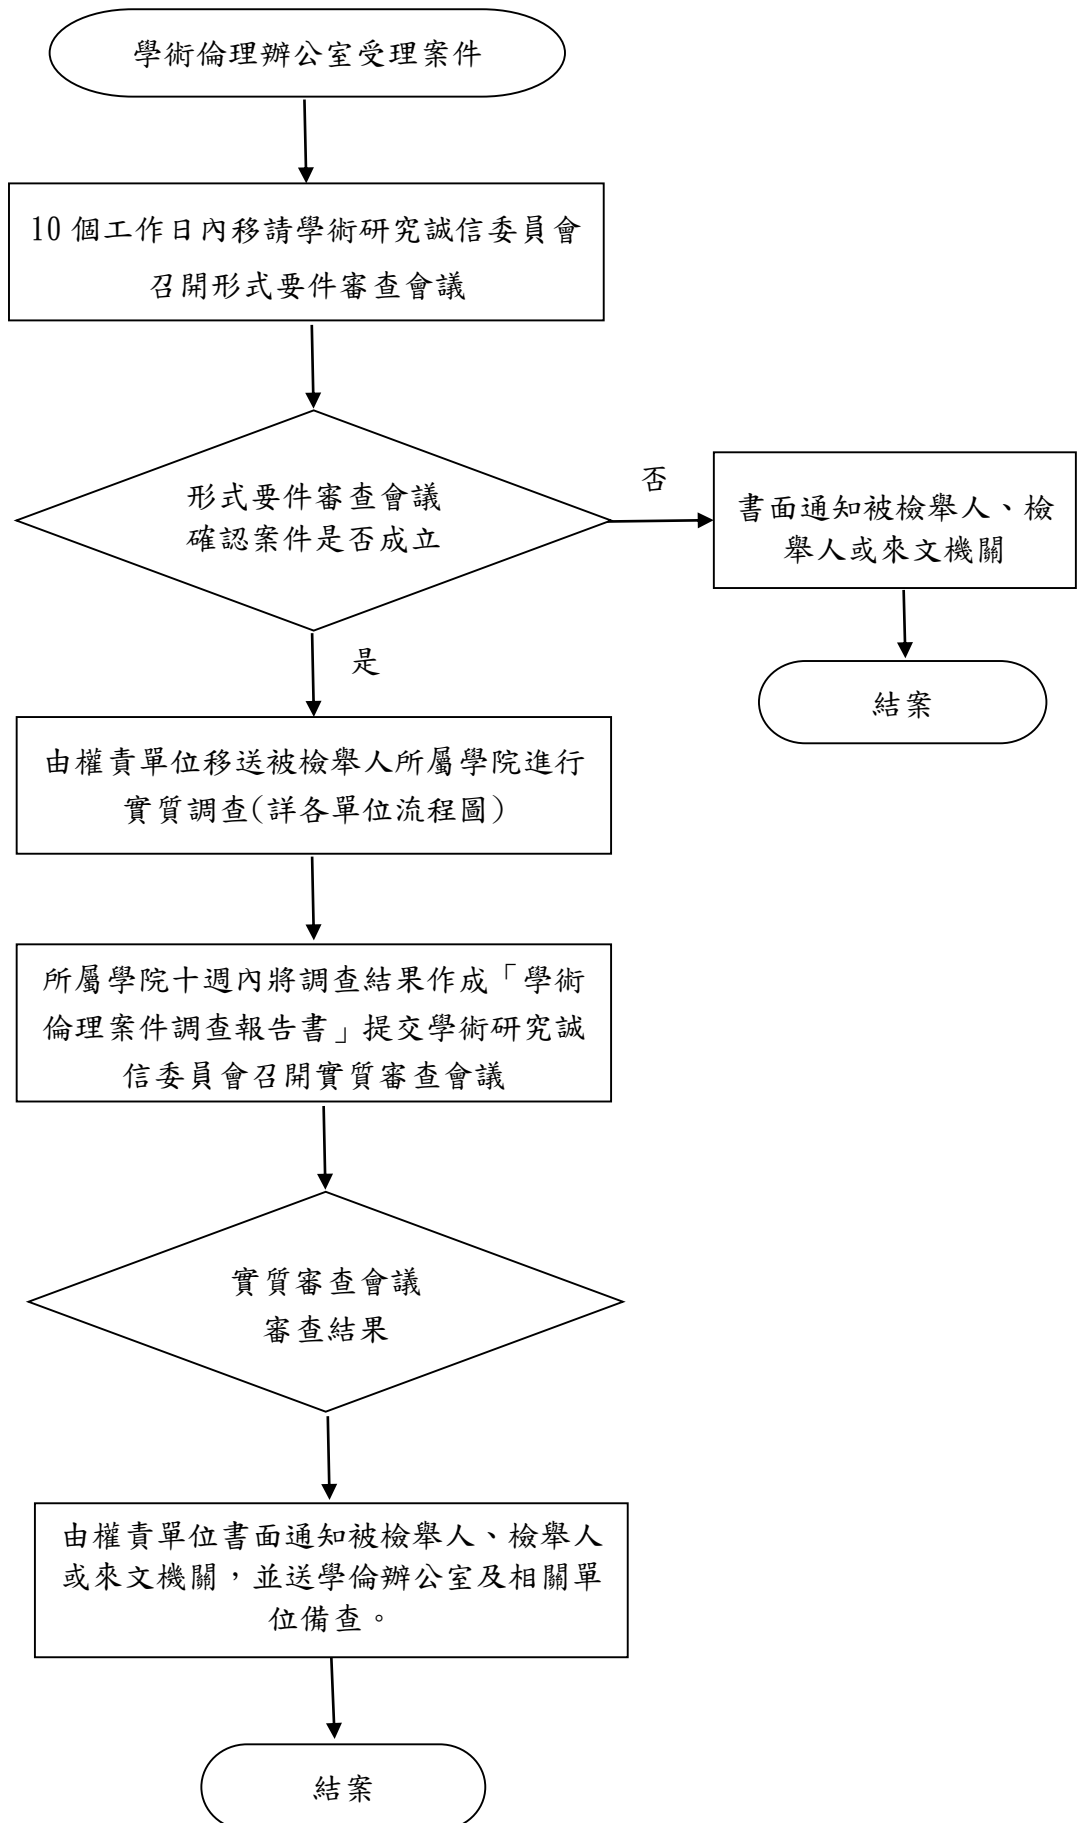 學術倫理辦公室受理案件
10 個工作日內移請學術研究誠信委員會
召開形式要件審查會議
形式要件審查會議
確認案件是否成立
否
書面通知被檢舉人、檢
舉人或來文機關
結案
是
由權責單位移送被檢舉人所屬學院進行
實質調查(詳各單位流程圖)
所屬學院十週內將調查結果作成「學術
倫理案件調查報告書」提交學術研究誠
信委員會召開實質審查會議
實質審查會議
審查結果
由權責單位書面通知被檢舉人、檢舉人
或來文機關，並送學倫辦公室及相關單
位備查。
結案